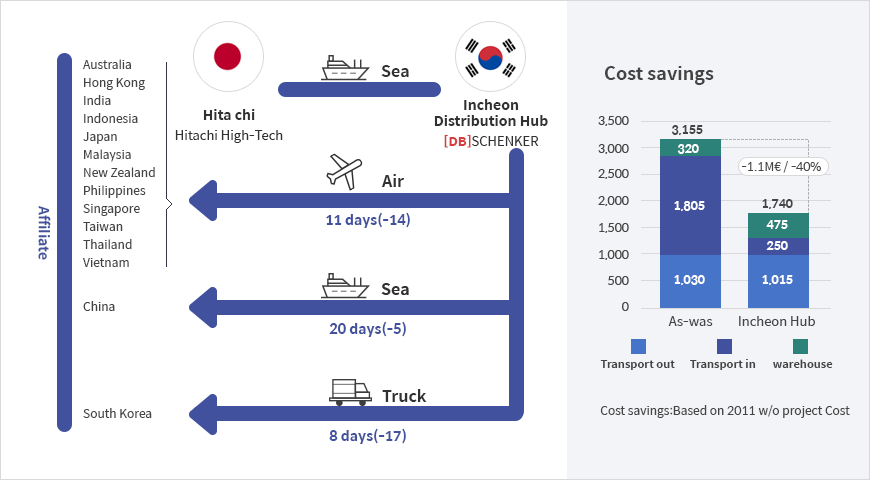 Affiliate
Australia
Hong Kong
India
Indonesia
Japan
Malaysia
New Zealand
Philippines
Singapore
Taiwan
Thailand
Vietnam
China
South Korea
Hita chi
Hitachi High-Tech
Sea
Incheon
Distribution Hub
[DB]SCHENKER
Air
11 days(-14)
Sea
20 days(-5)
Truck
8 days(-17)
Cost savings
3,500
3,000
2,500
2,000
1,500
1,000
500
0
3,155
320
1,805
1,030
-1.1M€ / -40%
1,740
475
250
1,015
As-was
Incheon Hub
Transport out
Transport in
warehouse
Cost savings:Based on 2011 w/o project Cost